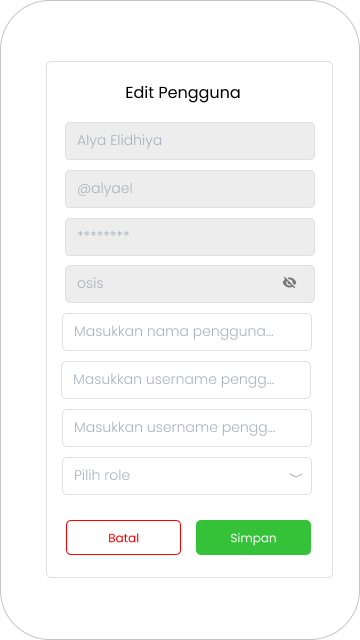 Edit Pengguna
Alya Elidhiya
@alyael
********
osis
Masukkan nama pengguna...
Masukkan username pengg...
Masukkan username pengg...
Pilih role
Batal
Simpan